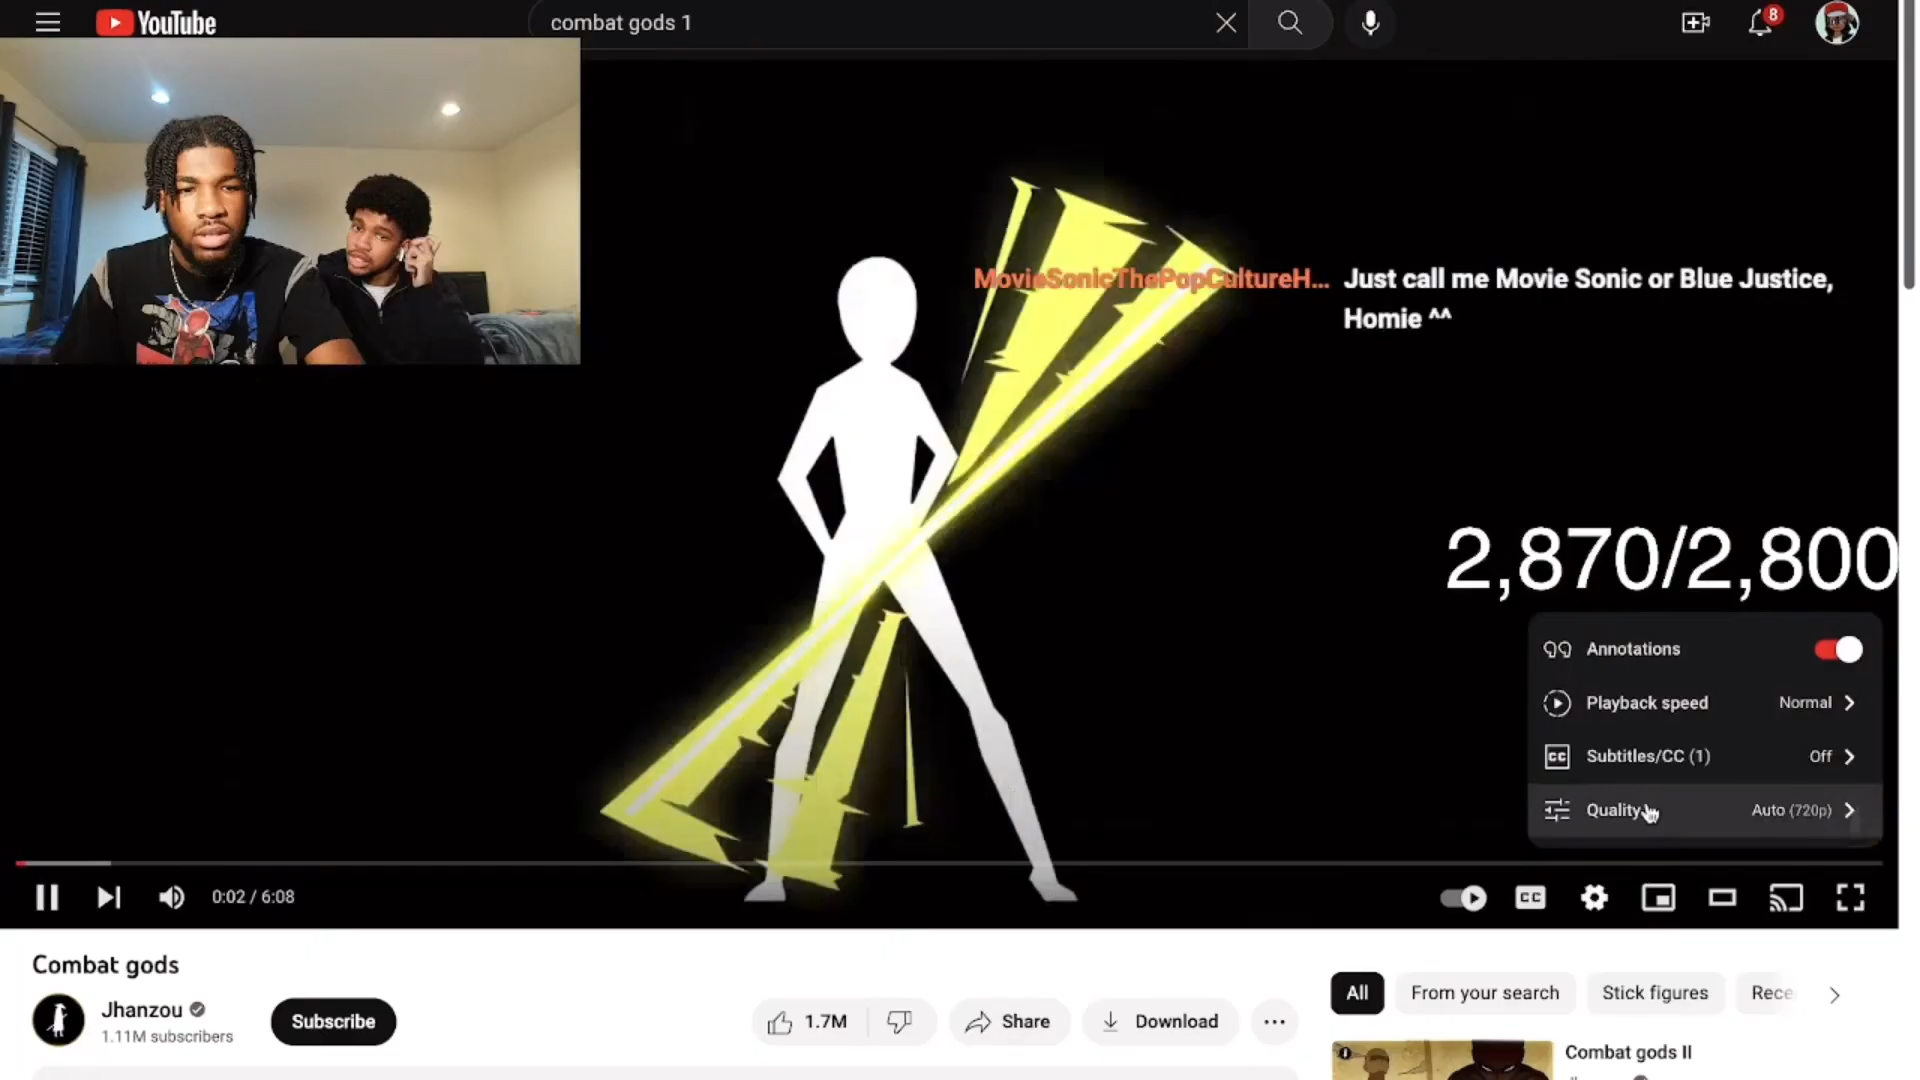 YouTube
combat gods 1
8
MovieSonicThePopCultureH... Just call me Movie Sonic or Blue Justice,
Homie ^^
2,870/2,800
Annotations
Playback speed Normal
CC Subtitles/CC (1) Off
Quality Auto (720p)
0:02 / 6:08
CC
Combat gods
Jhanzou
1.11M subscribers
Subscribe
1.7M
Share
Download
All
From your search
Stick figures
Rece
Combat gods II